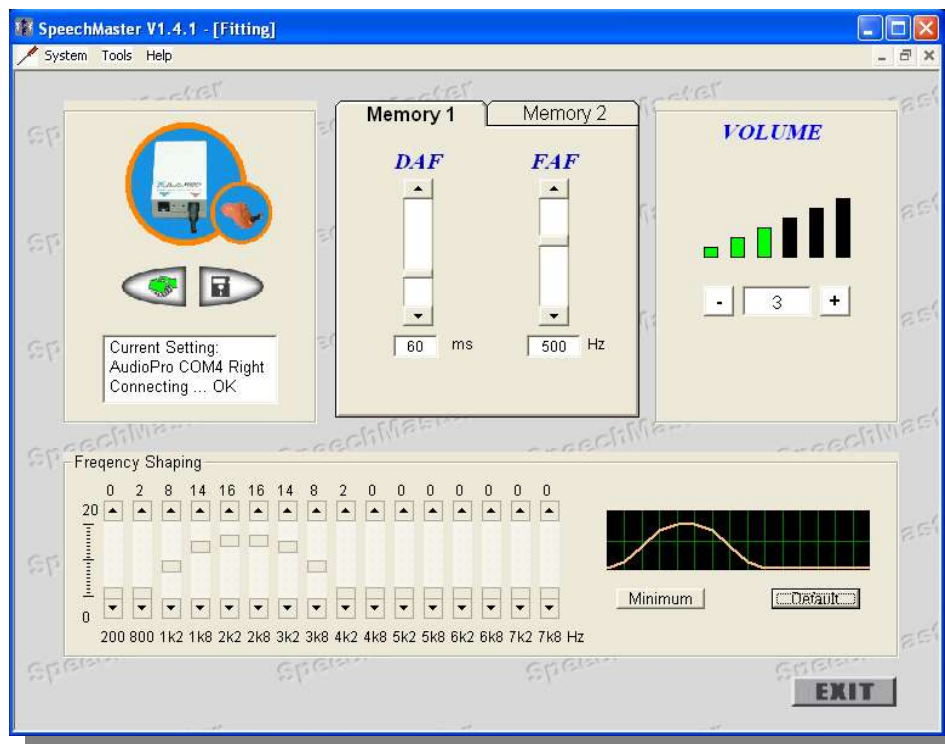 SpeechMaster V1.4.1 - [Fitting]
System Tools Help
Memory 1
Memory 2
DAF
FAF
60 ms
500 Hz
VOLUME
- 3 +
Current Setting:
AudioPro COM4 Right
Connecting ... OK
Freqency Shaping
0 2 8 14 16 16 14 8 2 0 0 0 0 0 0 0
20
0
200 800 1k2 1k8 2k2 2k8 3k2 3k8 4k2 4k8 5k2 5k8 6k2 6k8 7k2 7k8 Hz
Minimum
Default
EXIT